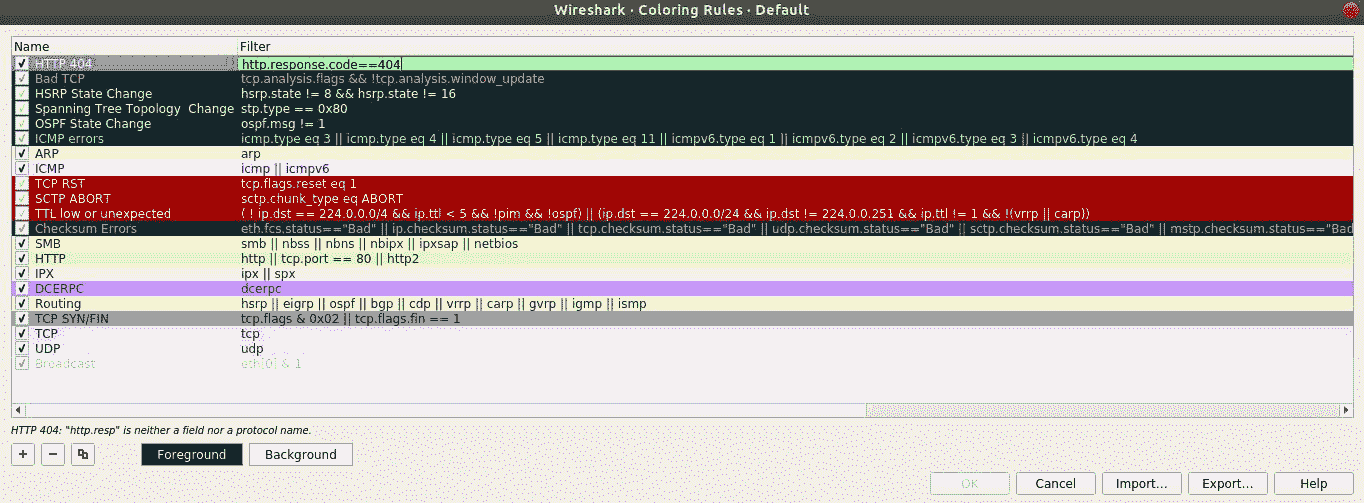 Wireshark · Coloring Rules · Default
Name Filter
HTTP 404 http.response.code==404
Bad TCP tcp.analysis.flags && !tcp.analysis.window_update
HSRP State Change hsrp.state != 8 && hsrp.state != 16
Spanning Tree Topology Change stp.type == 0x80
OSPF State Change ospf.msg != 1
ICMP errors icmp.type eq 3 || icmp.type eq 4 || icmp.type eq 5 || icmp.type eq 11 || icmpv6.type eq 1 || icmpv6.type eq 2 || icmpv6.type eq 3 || icmpv6.type eq 4
ARP arp
ICMP icmp || icmpv6
TCP RST tcp.flags.reset eq 1
SCTP ABORT sctp.chunk_type eq ABORT
TTL low or unexpected ( ! ip.dst == 224.0.0.0/4 && ip.ttl < 5 && !pim && !ospf) || (ip.dst == 224.0.0.0/24 && ip.dst != 224.0.0.251 && ip.ttl != 1 && !(vrrp || carp))
Checksum Errors eth.fcs.status=="Bad" || ip.checksum.status=="Bad" || tcp.checksum.status=="Bad" || udp.checksum.status=="Bad" || sctp.checksum.status=="Bad" || mstp.checksum.status=="Bad
SMB smb || nbss || nbns || nbipx || ipxsap || netbios
HTTP http || tcp.port == 80 || http2
IPX ipx || spx
DCERPC dcerpc
Routing hsrp || eigrp || ospf || bgp || cdp || vrrp || carp || gvrp || igmp || ismp
TCP SYN/FIN tcp.flags & 0x02 || tcp.flags.fin == 1
TCP tcp
UDP udp
Broadcast eth[0] & 1
HTTP 404: "http.resp" is neither a field nor a protocol name.
Foreground Background
OK Cancel Import... Export... Help